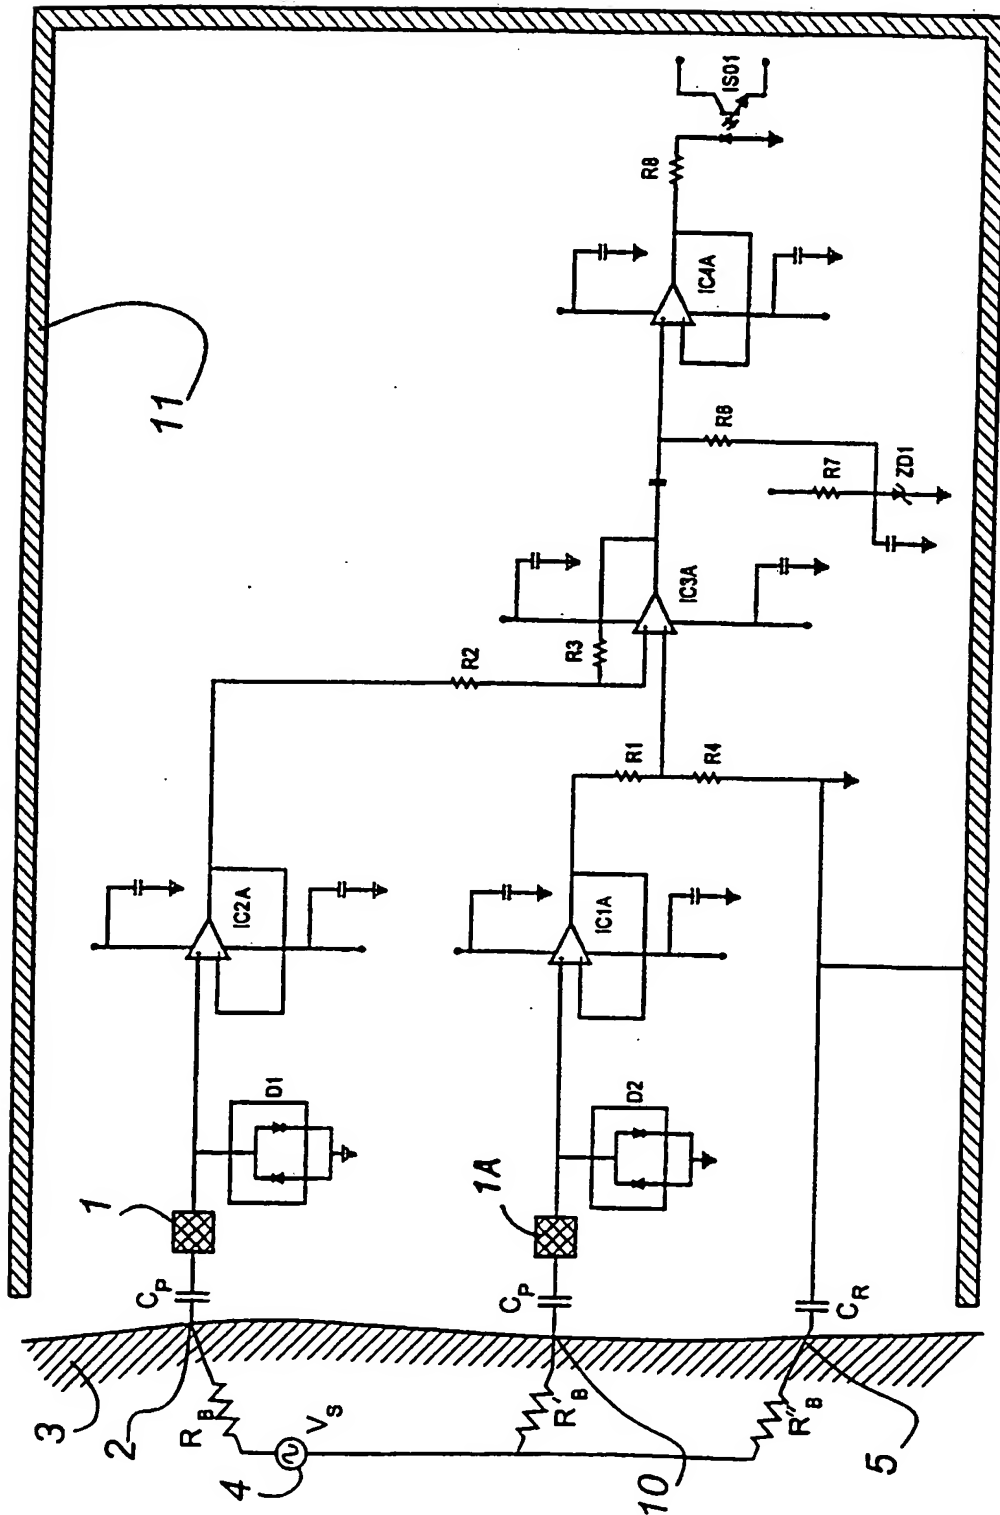 11
IS01
R8
IC4A
R6
R7
ZD1
IC3A
R3
R2
R1
R4
IC2A
IC1A
D1
D2
1
1A
CP
CP
CR
3
2
RB
VS
4
R'B
10
R"B
5